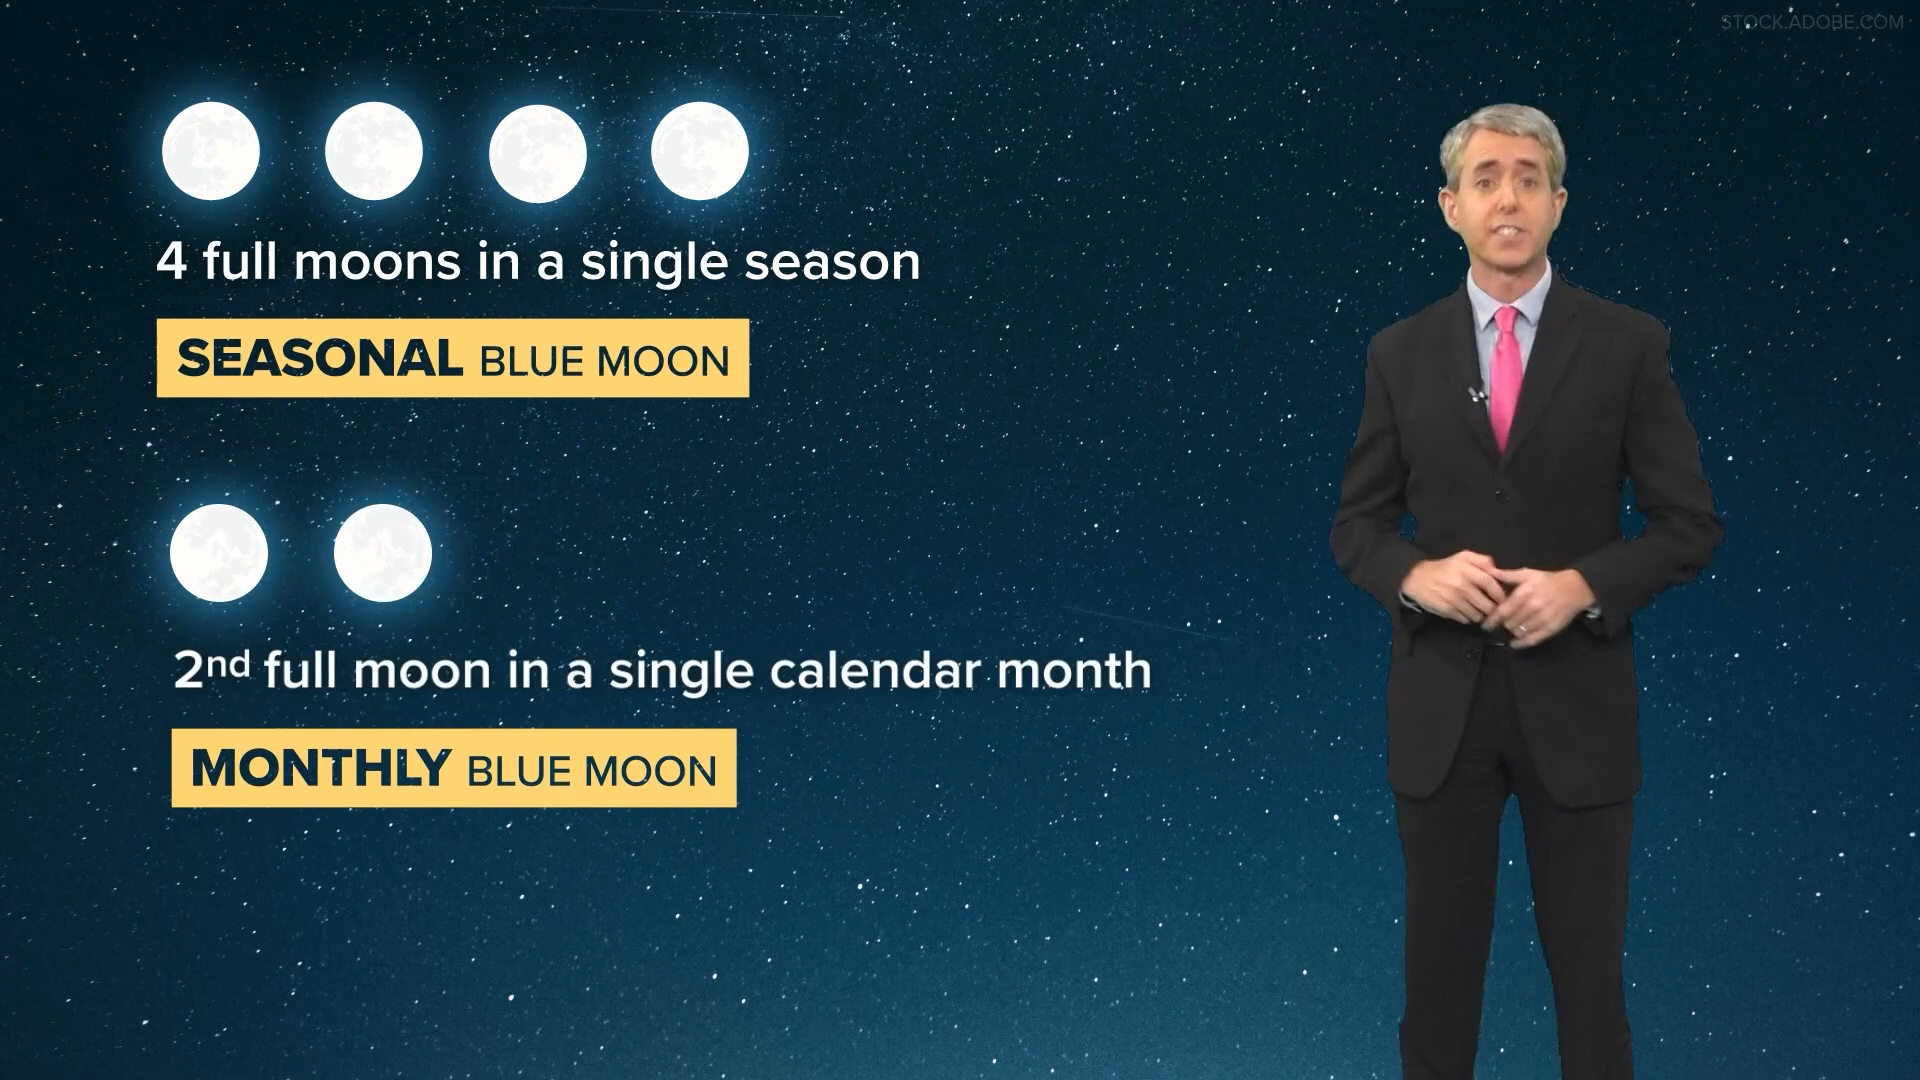 STOCK.ADOBE.COM
4 full moons in a single season
SEASONAL BLUE MOON
2nd full moon in a single calendar month
MONTHLY BLUE MOON